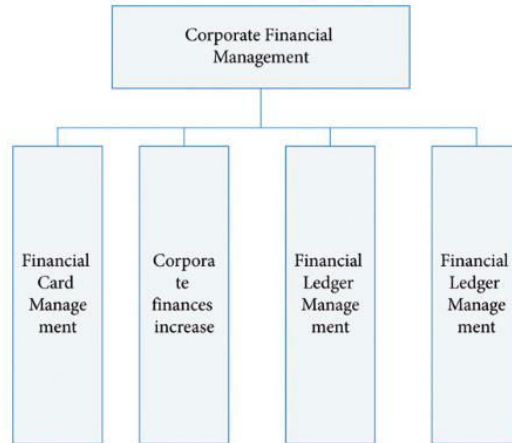 Corporate Financial
Management
Financial
Card
Manage
ment
Corpora
te
finances
increase
Financial
Ledger
Manage
ment
Financial
Ledger
Manage
ment